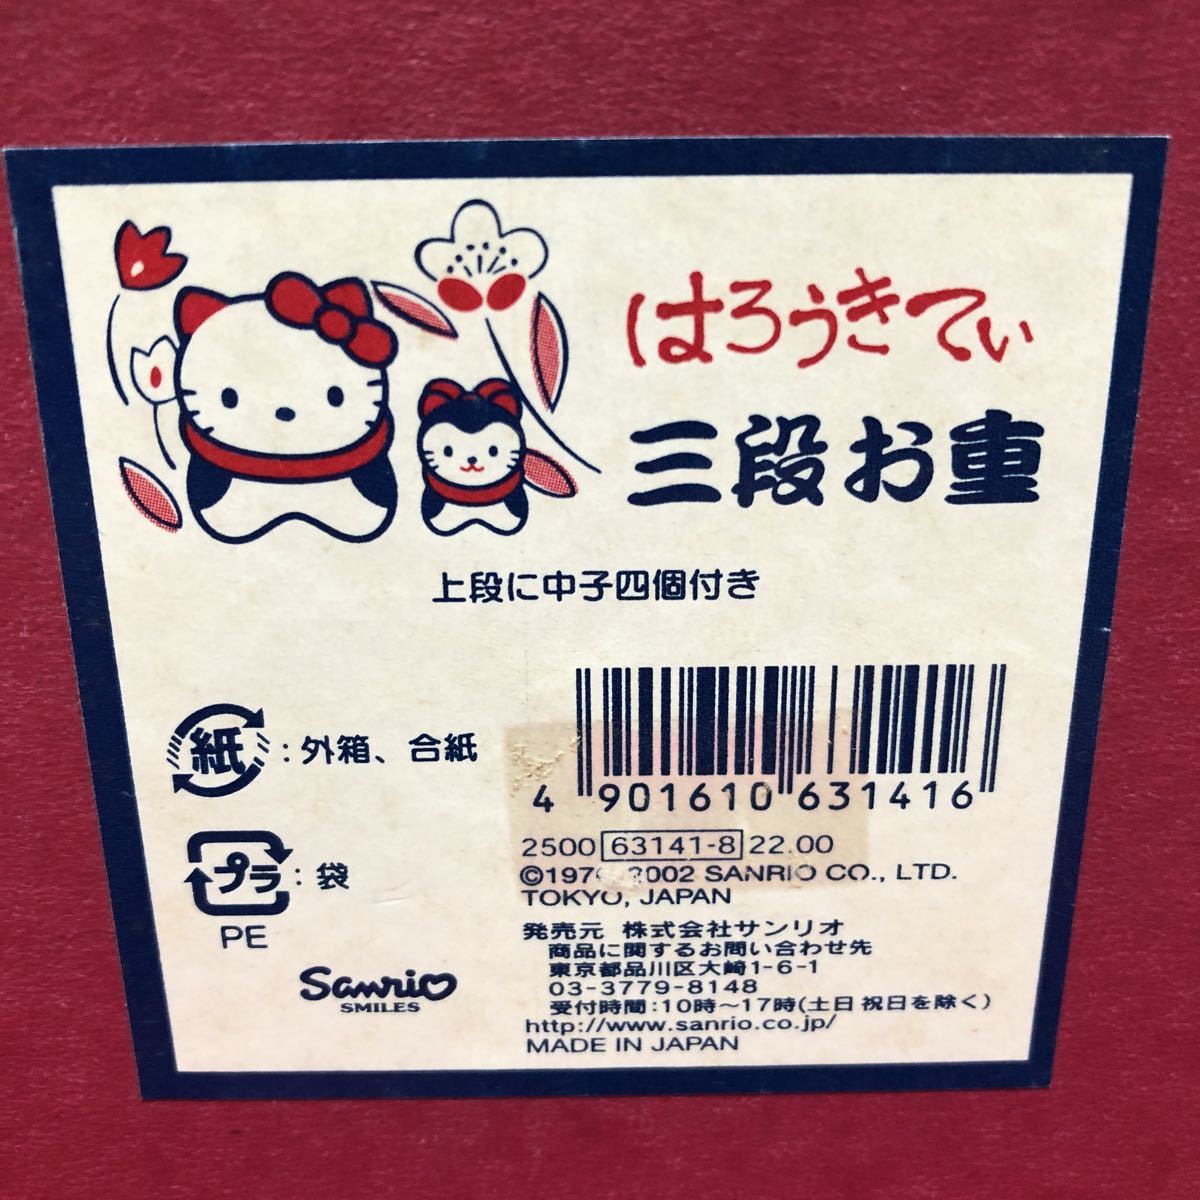 はろうきてぃ
三段お重
上段に中子四個付き
紙:外箱、合紙
プラ:袋
PE
Sanrio
SMILES
4 901610 631416
2500 63141-8 22.00
2002 SANRIO CO., LTD.
TOKYO, JAPAN
発売元 株式会社サンリオ
商品に関するお問い合わせ先
東京都品川区大崎1-6-1
03-3779-8148
受付時間:10時〜17時(土日祝日を除く)
http://www.sanrio.co.jp/
MADE IN JAPAN